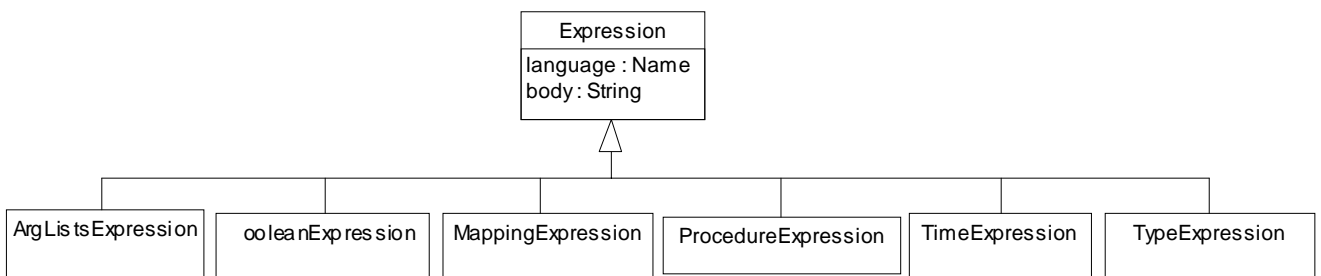 Expression
language : Name
body : String
ArgListsExpression
ooleanExpression
MappingExpression
ProcedureExpression
TimeExpression
TypeExpression